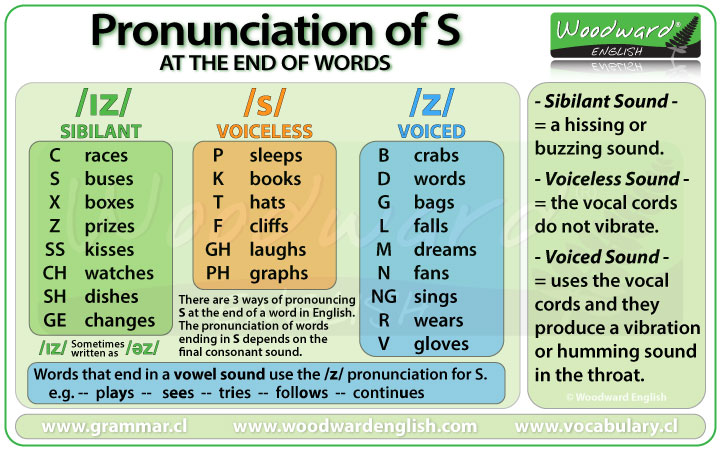 Pronunciation of S
AT THE END OF WORDS
Woodward®
ENGLISH
/ɪz/
SIBILANT
C races
S buses
X boxes
Z prizes
SS kisses
CH watches
SH dishes
GE changes
/ɪz/ Sometimes written as /əz/
/s/
VOICELESS
P sleeps
K books
T hats
F cliffs
GH laughs
PH graphs
There are 3 ways of pronouncing
S at the end of a word in English.
The pronunciation of words
ending in S depends on the
final consonant sound.
/z/
VOICED
B crabs
D words
G bags
L falls
M dreams
N fans
NG sings
R wears
V gloves
Words that end in a vowel sound use the /z/ pronunciation for S.
e.g. -- plays -- sees -- tries -- follows -- continues
- Sibilant Sound -
= a hissing or
buzzing sound.
- Voiceless Sound -
= the vocal cords
do not vibrate.
- Voiced Sound -
= uses the vocal
cords and they
produce a vibration
or humming sound
in the throat.
© Woodward English
www.grammar.cl www.woodwardenglish.com www.vocabulary.cl
Woodward
ENGLISH